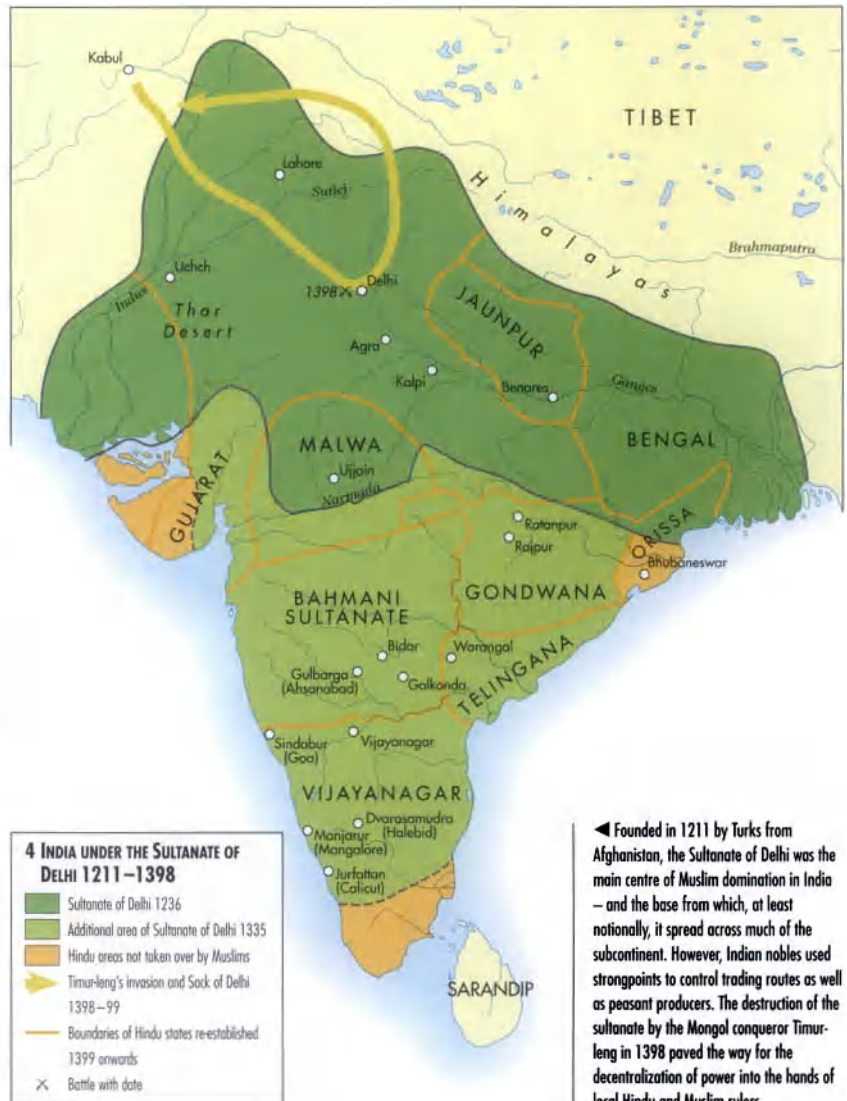 Kabul
TIBET
Lahore
Sutlej
Himalayas
Brahmaputra
Uchch
Indus
Thar
Desert
1398
Delhi
JAUNPUR
Agra
Kalpi
Benares
Ganges
MALWA
BENGAL
Ujjain
Narmada
GUJARAT
Ratanpur
Raipur
ORISSA
Bhubaneswar
GONDWANA
BAHMANI
SULTANATE
Bidar
Warangal
Gulbarga
(Ahsanabad)
Golkonda
TELINGANA
Sindabur
(Goa)
Vijayanagar
VIJAYANAGAR
Dvarasamudra
(Halebid)
Manjarur
(Mangalore)
Jurfattan
(Calicut)
SARANDIP
4 INDIA UNDER THE SULTANATE OF
DELHI 1211–1398
Sultanate of Delhi 1236
Additional area of Sultanate of Delhi 1335
Hindu areas not taken over by Muslims
Timur-leng's invasion and Sack of Delhi
1398–99
Boundaries of Hindu states re-established
1399 onwards
Battle with date
◀ Founded in 1211 by Turks from
Afghanistan, the Sultanate of Delhi was the
main centre of Muslim domination in India
– and the base from which, at least
notionally, it spread across much of the
subcontinent. However, Indian nobles used
strongpoints to control trading routes as well
as peasant producers. The destruction of the
sultanate by the Mongol conqueror Timur-
leng in 1398 paved the way for the
decentralization of power into the hands of
local Hindu and Muslim rulers